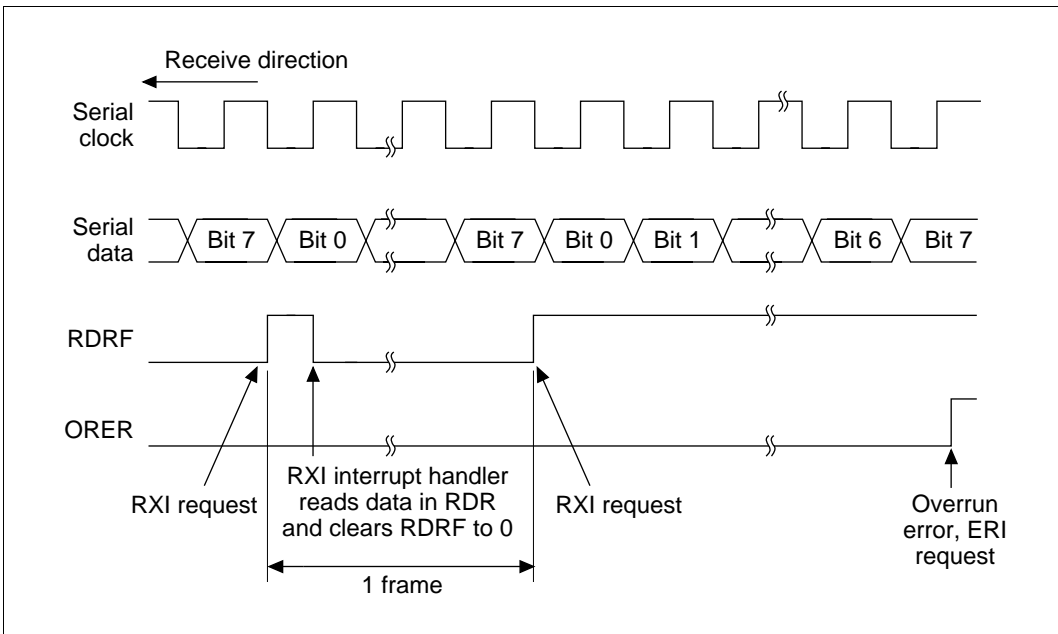 Receive direction
Serial
clock
Serial
data
Bit 7
Bit 0
Bit 7
Bit 0
Bit 1
Bit 6
Bit 7
RDRF
ORER
RXI request
RXI interrupt handler
reads data in RDR
and clears RDRF to 0
RXI request
Overrun
error, ERI
request
1 frame